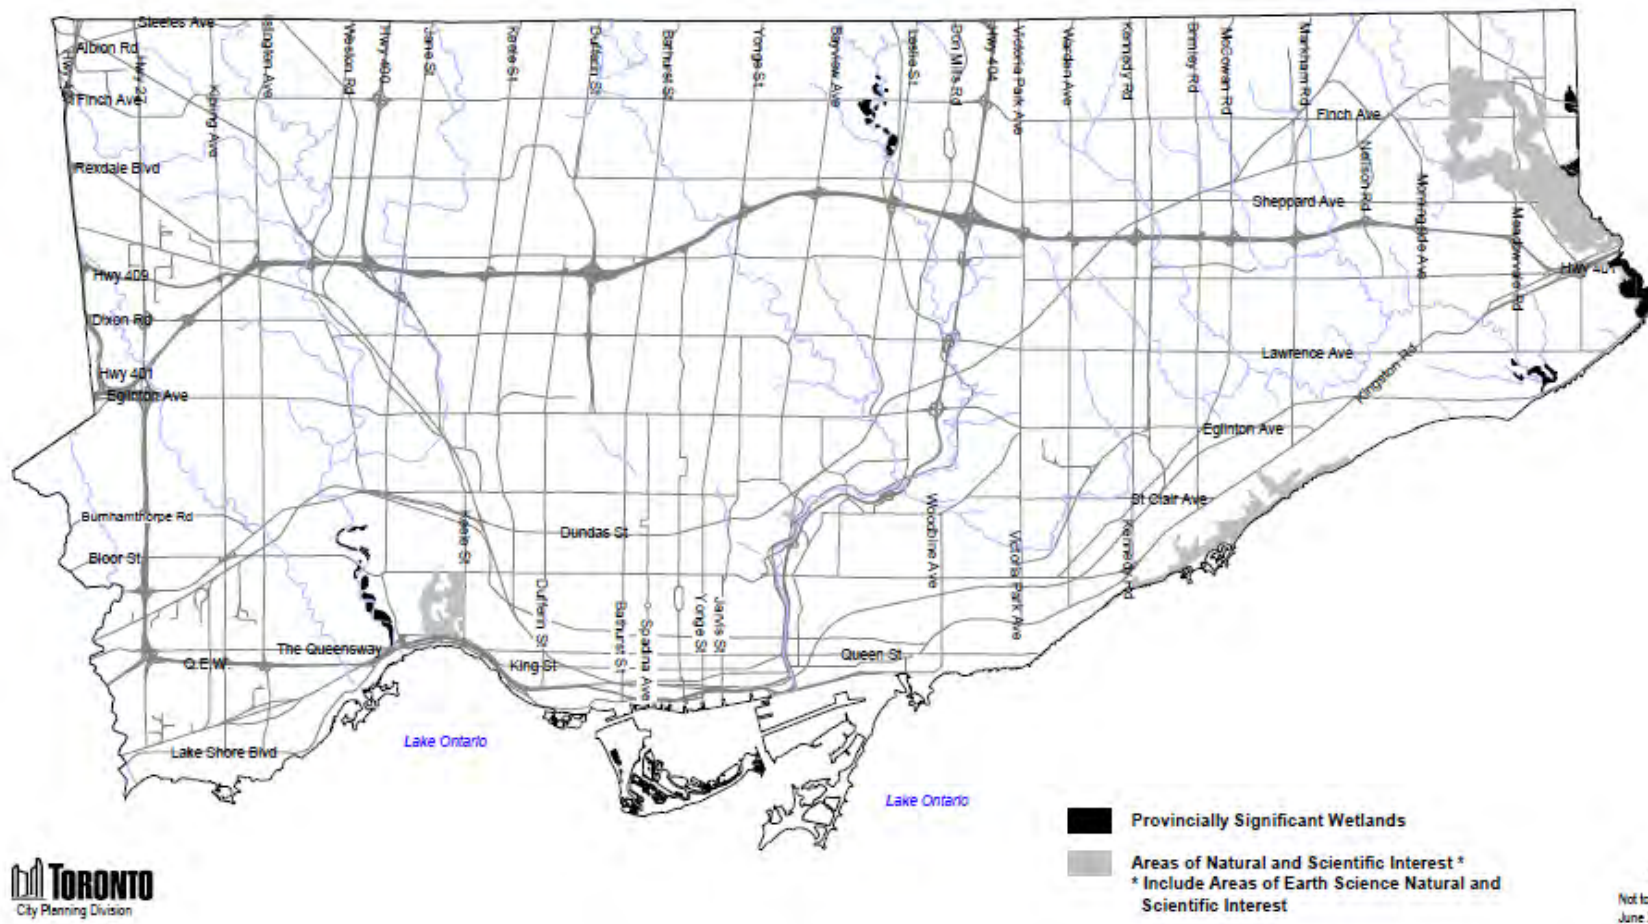 Steeles Ave
Albion Rd
Hwy 27
Finch Ave
Kipling Ave
Islington Ave
Weston Rd
Hwy 400
Jane St
Keele St
Dufferin St
Bathurst St
Yonge St
Bayview Ave
Leslie St
Don Mills Rd
Hwy 404
Victoria Park Ave
Warden Ave
Kennedy Rd
Brimley Rd
McCowan Rd
Markham Rd
Finch Ave
Neilson Rd
Morningside Ave
Meadowvale Rd
Rexdale Blvd
Sheppard Ave
Hwy 409
Hwy 401
Dixon Rd
Lawrence Ave
Kingston Rd
Hwy 401
Eglinton Ave
Eglinton Ave
St Clair Ave
Burnhamthorpe Rd
Bloor St
Keele St
Dundas St
Woodbine Ave
Victoria Park Ave
Kennedy Rd
Dufferin St
Bathurst St
Spadina Ave
Yonge St
Jarvis St
The Queensway
Q.E.W.
King St
Queen St
Lake Shore Blvd
Lake Ontario
Lake Ontario
Provincially Significant Wetlands
Areas of Natural and Scientific Interest *
* Include Areas of Earth Science Natural and
Scientific Interest
TORONTO
City Planning Division
June